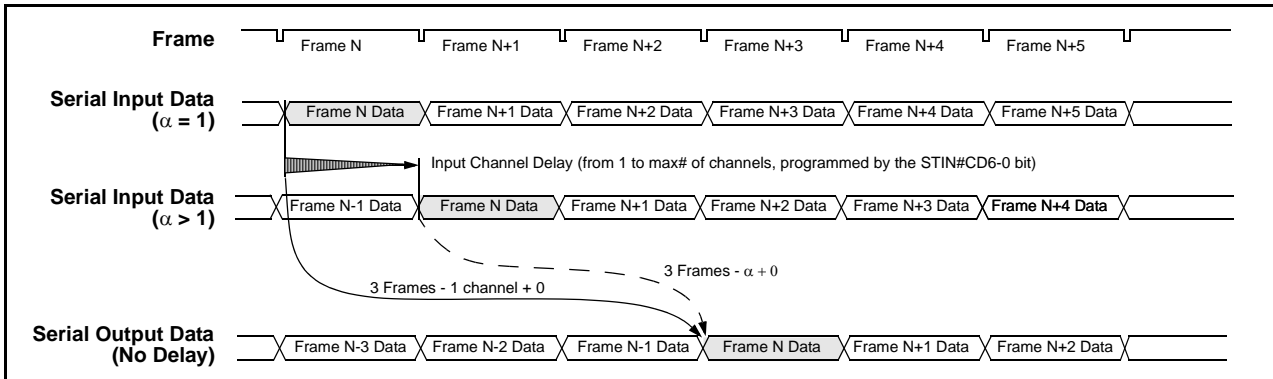 Frame
Frame N Frame N+1 Frame N+2 Frame N+3 Frame N+4 Frame N+5
Serial Input Data
(α = 1)
Frame N Data Frame N+1 Data Frame N+2 Data Frame N+3 Data Frame N+4 Data Frame N+5 Data
Input Channel Delay (from 1 to max# of channels, programmed by the STIN#CD6-0 bit)
Serial Input Data
(α > 1)
Frame N-1 Data Frame N Data Frame N+1 Data Frame N+2 Data Frame N+3 Data Frame N+4 Data
3 Frames - α + 0
3 Frames - 1 channel + 0
Serial Output Data
(No Delay)
Frame N-3 Data Frame N-2 Data Frame N-1 Data Frame N Data Frame N+1 Data Frame N+2 Data